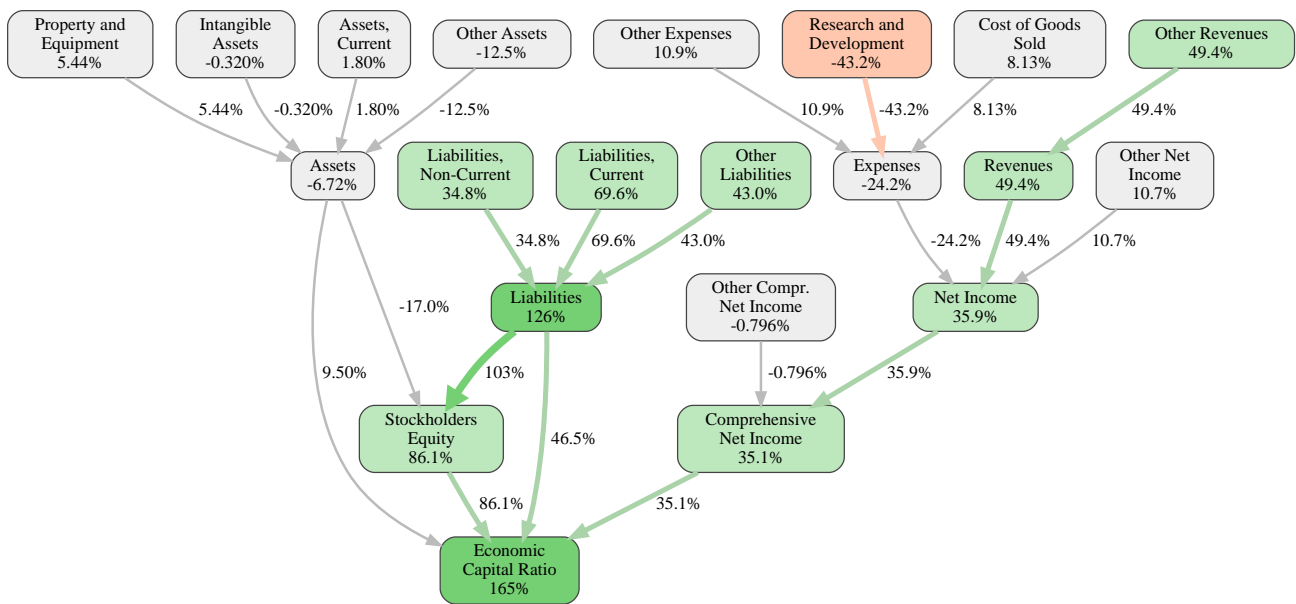 Property and
Equipment
5.44%
Intangible
Assets
-0.320%
Assets,
Current
1.80%
Other Assets
-12.5%
Other Expenses
10.9%
Research and
Development
-43.2%
Cost of Goods
Sold
8.13%
Other Revenues
49.4%
5.44%
-0.320%
1.80%
-12.5%
10.9%
-43.2%
8.13%
49.4%
Assets
-6.72%
Liabilities,
Non-Current
34.8%
Liabilities,
Current
69.6%
Other
Liabilities
43.0%
Expenses
-24.2%
Revenues
49.4%
Other Net
Income
10.7%
34.8%
69.6%
43.0%
-24.2%
49.4%
10.7%
Liabilities
126%
Other Compr.
Net Income
-0.796%
Net Income
35.9%
-17.0%
9.50%
103%
-0.796%
35.9%
Stockholders
Equity
86.1%
46.5%
Comprehensive
Net Income
35.1%
86.1%
35.1%
Economic
Capital Ratio
165%